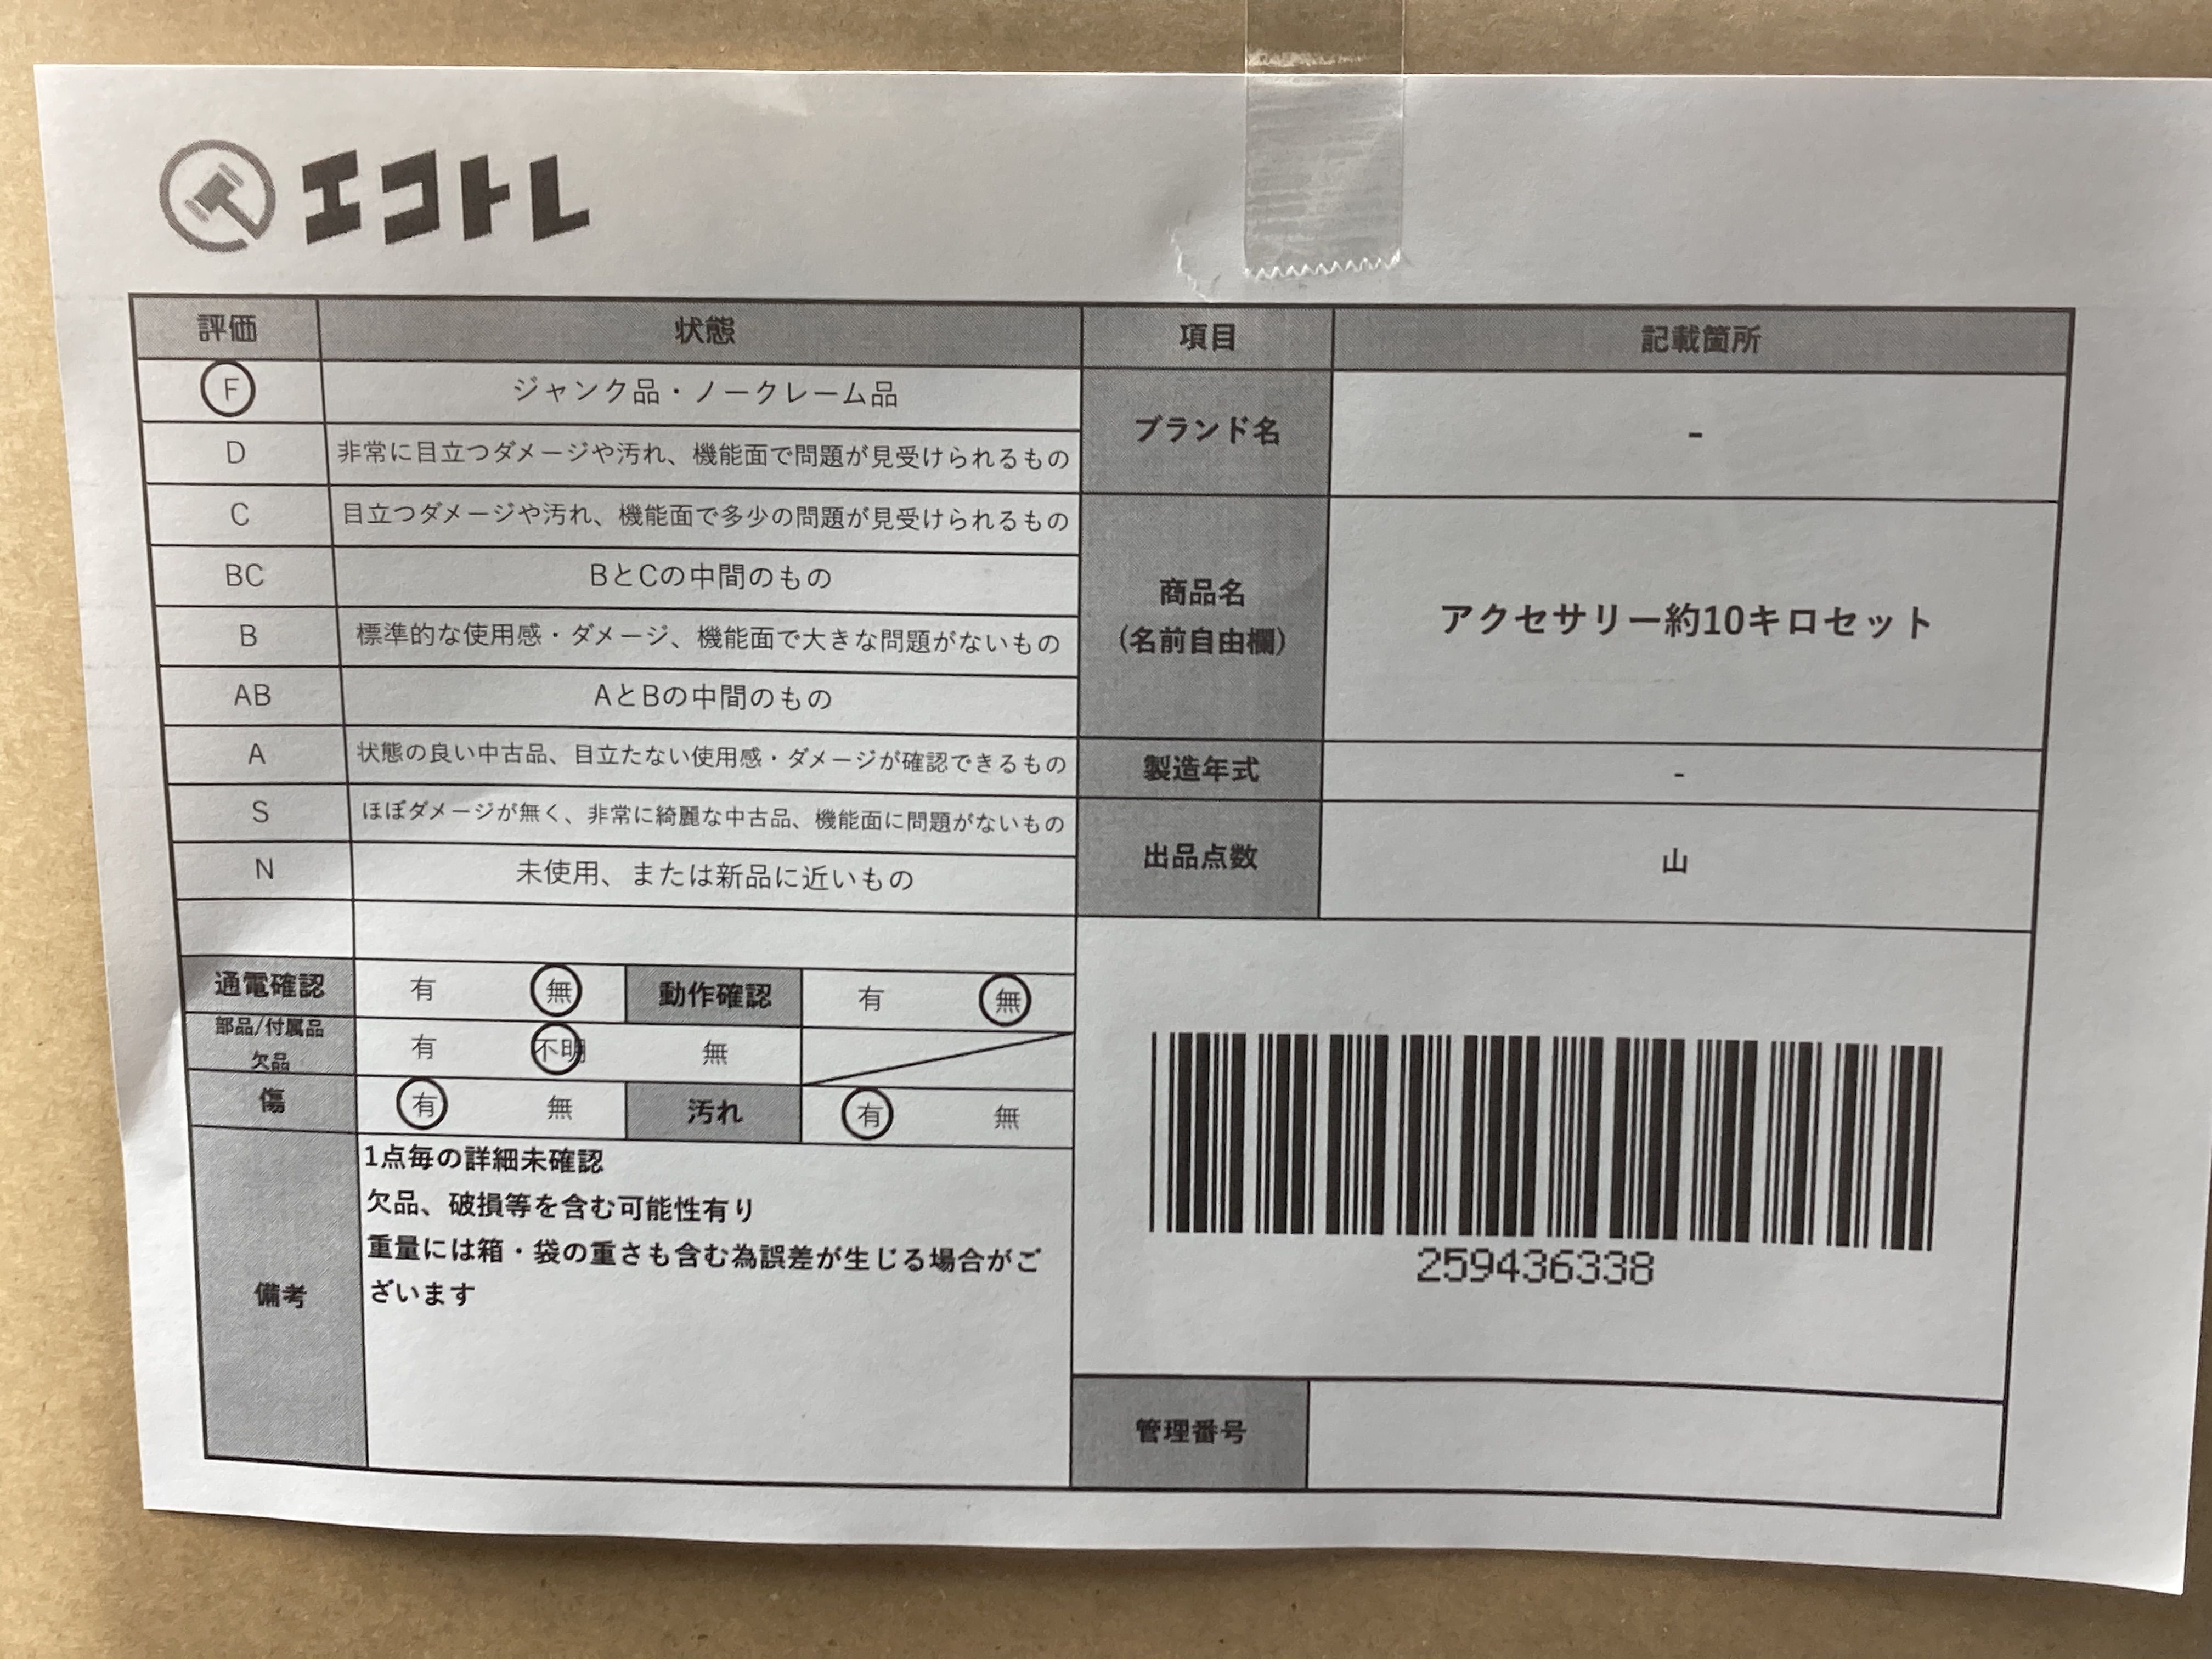 エコトレ
評価 状態 項目 記載箇所
F ジャンク品・ノークレーム品
D 非常に目立つダメージや汚れ、機能面で問題が見受けられるもの
C 目立つダメージや汚れ、機能面で多少の問題が見受けられるもの
BC BとCの中間のもの
B 標準的な使用感・ダメージ、機能面で大きな問題がないもの
AB AとBの中間のもの
A 状態の良い中古品、目立たない使用感・ダメージが確認できるもの
S ほぼダメージが無く、非常に綺麗な中古品、機能面に問題がないもの
N 未使用、または新品に近いもの
ブランド名 -
商品名
(名前自由欄)
アクセサリー約10キロセット
製造年式 -
出品点数 山
通電確認 有 無 動作確認 有 無
部品/付属品
欠品
有 不明 無
傷 有 無 汚れ 有 無
備考
1点毎の詳細未確認
欠品、破損等を含む可能性有り
重量には箱・袋の重さも含む為誤差が生じる場合がご
ざいます
259436338
管理番号